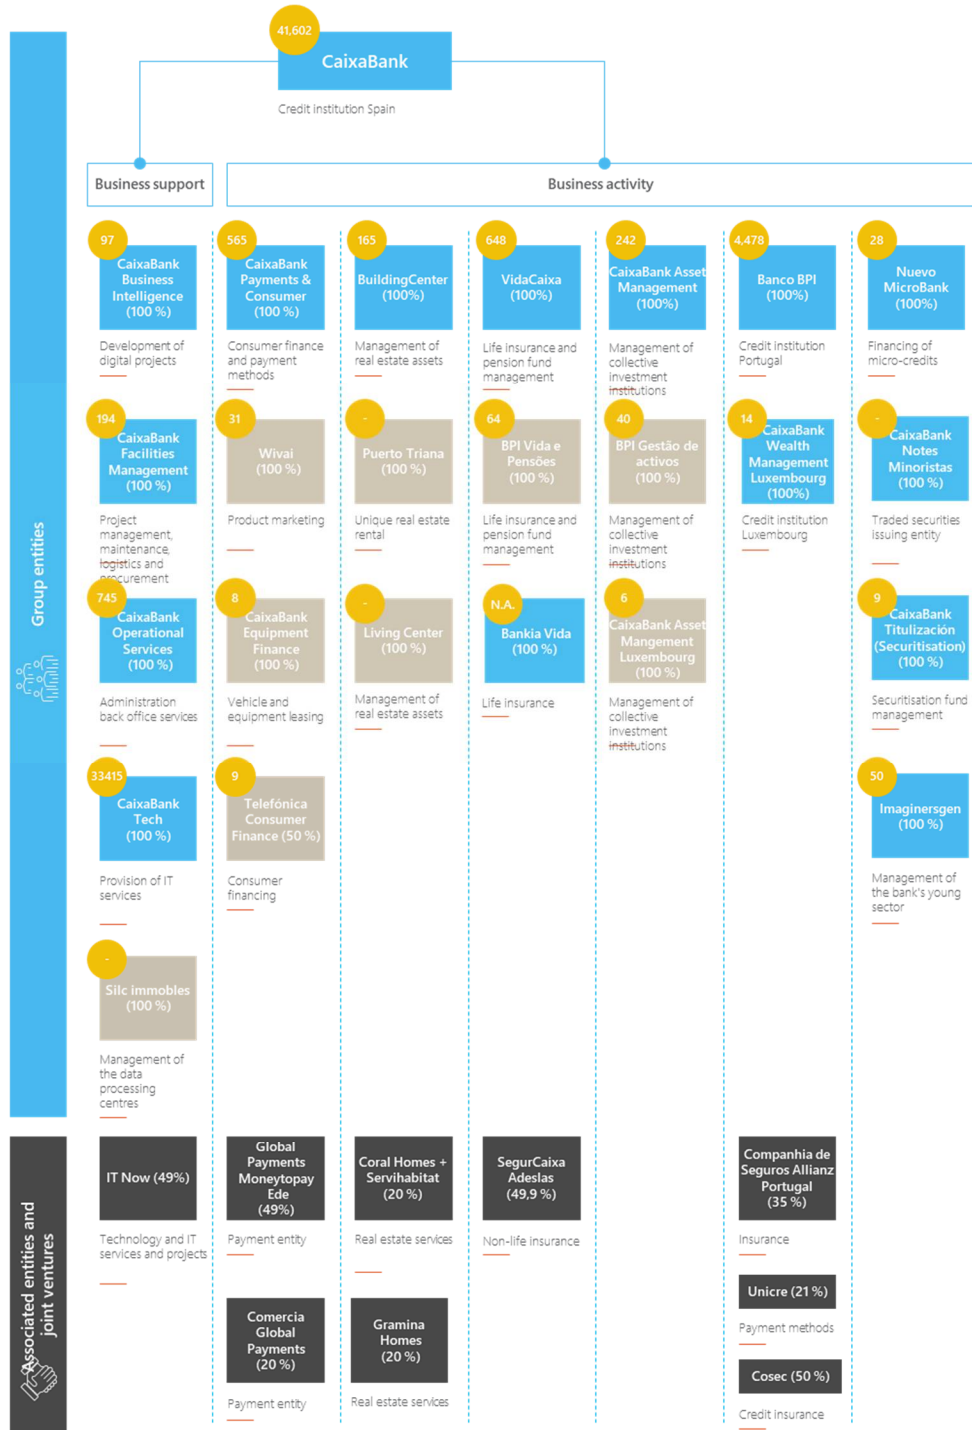 41,602
CaixaBank
Credit institution Spain
Business support
Business activity
Group entities
97
CaixaBank
Business
Intelligence
(100 %)
Development of
digital projects
565
CaixaBank
Payments &
Consumer
(100 %)
Consumer finance
and payment
methods
165
BuildingCenter
(100%)
Management of
real estate assets
648
VidaCaixa
(100%)
Life insurance and
pension fund
management
242
CaixaBank Asset
Management
(100%)
Management of
collective
investment
institutions
4,478
Banco BPI
(100%)
Credit institution
Portugal
28
Nuevo
MicroBank
(100%)
Financing of
micro-credits
194
CaixaBank
Facilities
Management
(100 %)
Project
management,
maintenance,
logistics and
procurement
31
Wivai
(100 %)
Product marketing
-
Puerto Triana
(100 %)
Unique real estate
rental
64
BPI Vida e
Pensões
(100 %)
Life insurance and
pension fund
management
40
BPI Gestão de
activos
(100 %)
Management of
collective
investment
institutions
14
CaixaBank
Wealth
Management
Luxembourg
(100%)
Credit institution
Luxembourg
-
CaixaBank
Notes
Minoristas
(100 %)
Traded securities
issuing entity
745
CaixaBank
Operational
Services
(100 %)
Administration
back office services
8
CaixaBank
Equipment
Finance
(100 %)
Vehicle and
equipment leasing
-
Living Center
(100 %)
Management of
real estate assets
N.A.
Bankia Vida
(100 %)
Life insurance
6
CaixaBank Asset
Mangement
Luxembourg
(100 %)
Management of
collective
investment
institutions
9
CaixaBank
Titulización
(Securitisation)
(100 %)
Securitisation fund
management
33415
CaixaBank
Tech
(100 %)
Provision of IT
services
9
Telefónica
Consumer
Finance (50 %)
Consumer
financing
50
Imaginersgen
(100 %)
Management of
the bank's young
sector
-
Silc immobles
(100 %)
Management of
the data
processing
centres
Associated entities and
joint ventures
IT Now (49%)
Technology and IT
services and projects
Global
Payments
Moneytopay
Ede
(49%)
Payment entity
Coral Homes +
Servihabitat
(20 %)
Real estate services
SegurCaixa
Adeslas
(49,9 %)
Non-life insurance
Companhia de
Seguros Allianz
Portugal
(35 %)
Insurance
Comercia
Global
Payments
(20 %)
Payment entity
Gramina
Homes
(20 %)
Real estate services
Unicre (21 %)
Payment methods
Cosec (50 %)
Credit insurance